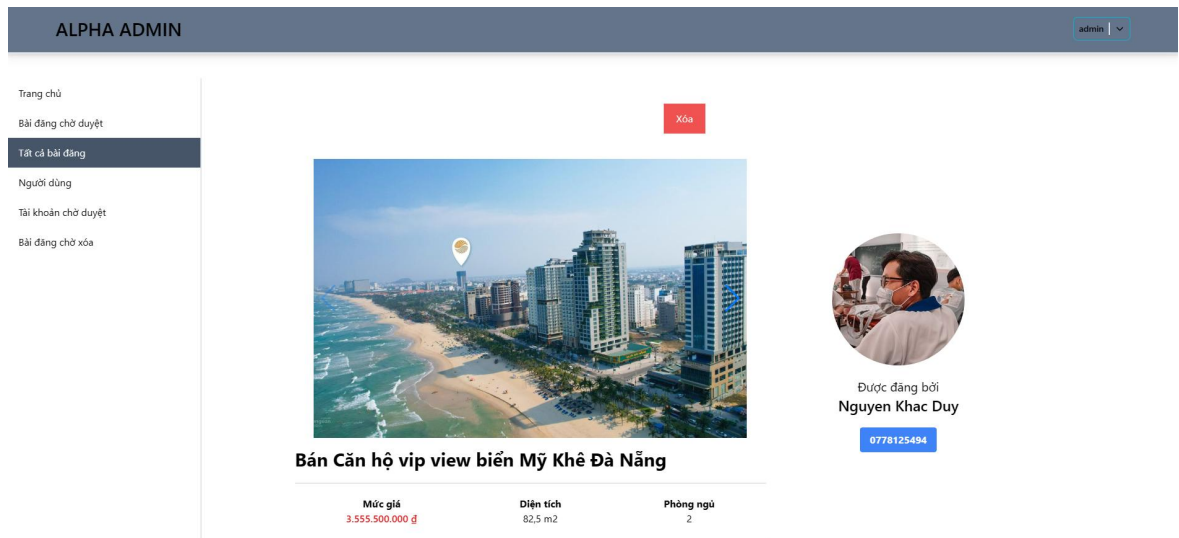 ALPHA ADMIN
admin
Trang chủ
Bài đăng chờ duyệt
Tất cả bài đăng
Người dùng
Tài khoản chờ duyệt
Bài đăng chờ xóa
Xóa
Được đăng bởi
Nguyen Khac Duy
0778125494
Bán Căn hộ vip view biển Mỹ Khê Đà Nẵng
Mức giá Diện tích Phòng ngủ
3.555.500.000 ₫ 82,5 m2 2